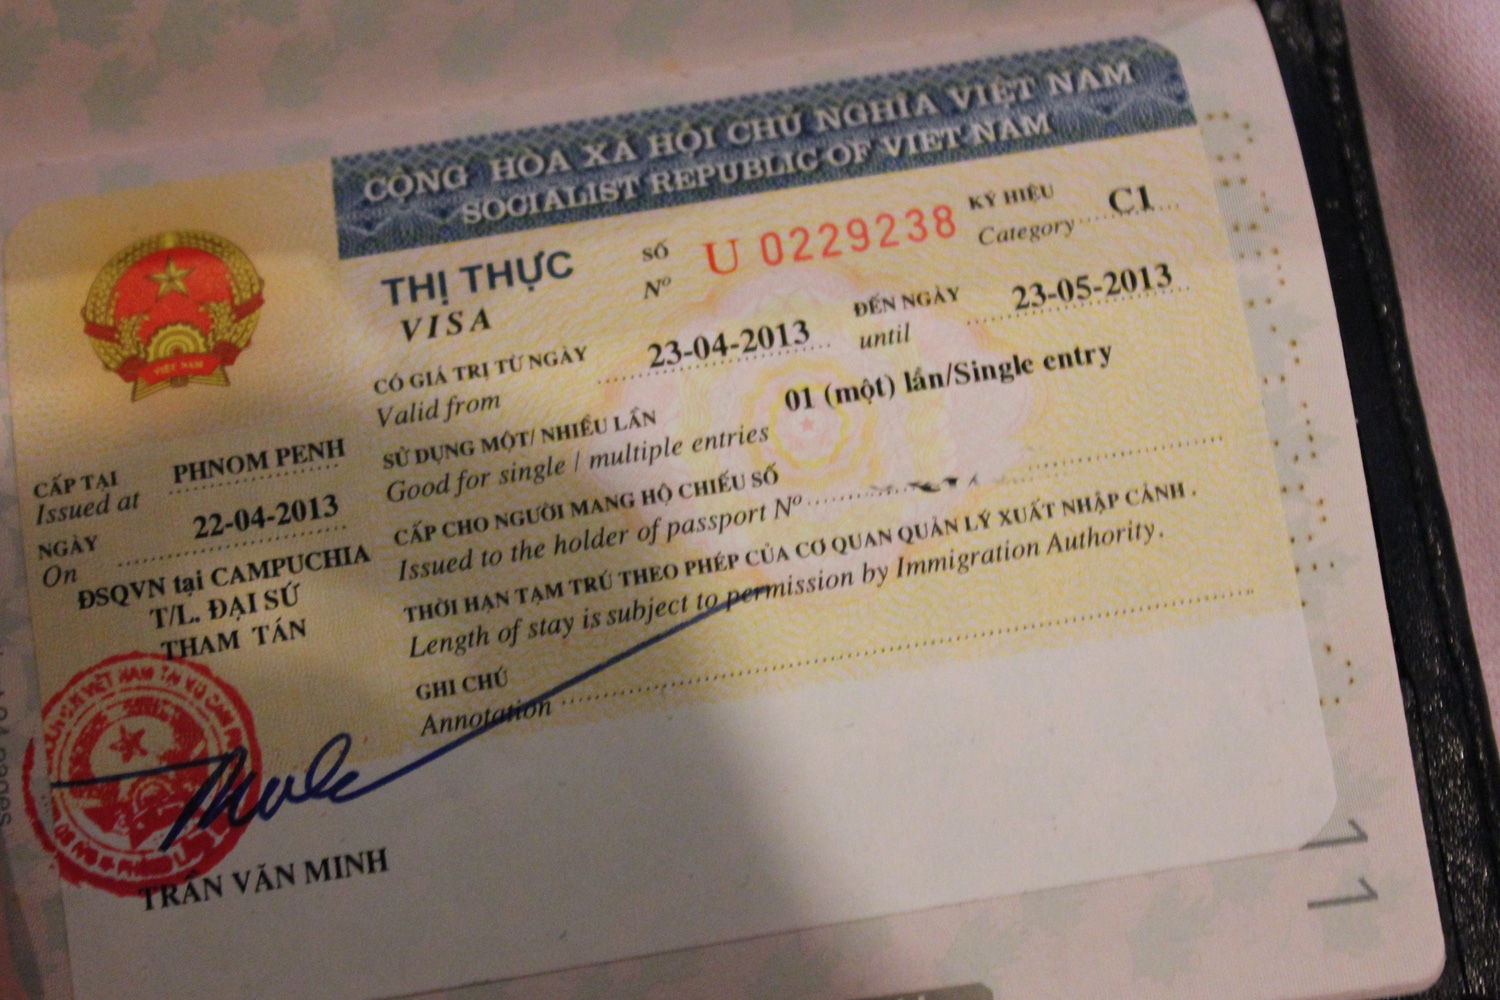 CỘNG HÒA XÃ HỘI CHỦ NGHĨA VIỆT NAM
SOCIALIST REPUBLIC OF VIET NAM
VIỆT NAM
THỊ THỰC
VISA
SỐ
Nº
U 0229238
KÝ HIỆU
Category
C1
CÓ GIÁ TRỊ TỪ NGÀY
Valid from
23-04-2013
ĐẾN NGÀY
until
23-05-2013
SỬ DỤNG MỘT/ NHIỀU LẦN
Good for single / multiple entries
01 (một) lần/Single entry
CẤP CHO NGƯỜI MANG HỘ CHIẾU SỐ
Issued to the holder of passport Nº
THỜI HẠN TẠM TRÚ THEO PHÉP CỦA CƠ QUAN QUẢN LÝ XUẤT NHẬP CẢNH .
Length of stay is subject to permission by Immigration Authority.
GHI CHÚ
Annotation
CẤP TẠI
Issued at
PHNOM PENH
NGÀY
On
22-04-2013
ĐSQVN tại CAMPUCHIA
T/L. ĐẠI SỨ
THAM TÁN
TRẦN VĂN MINH
11